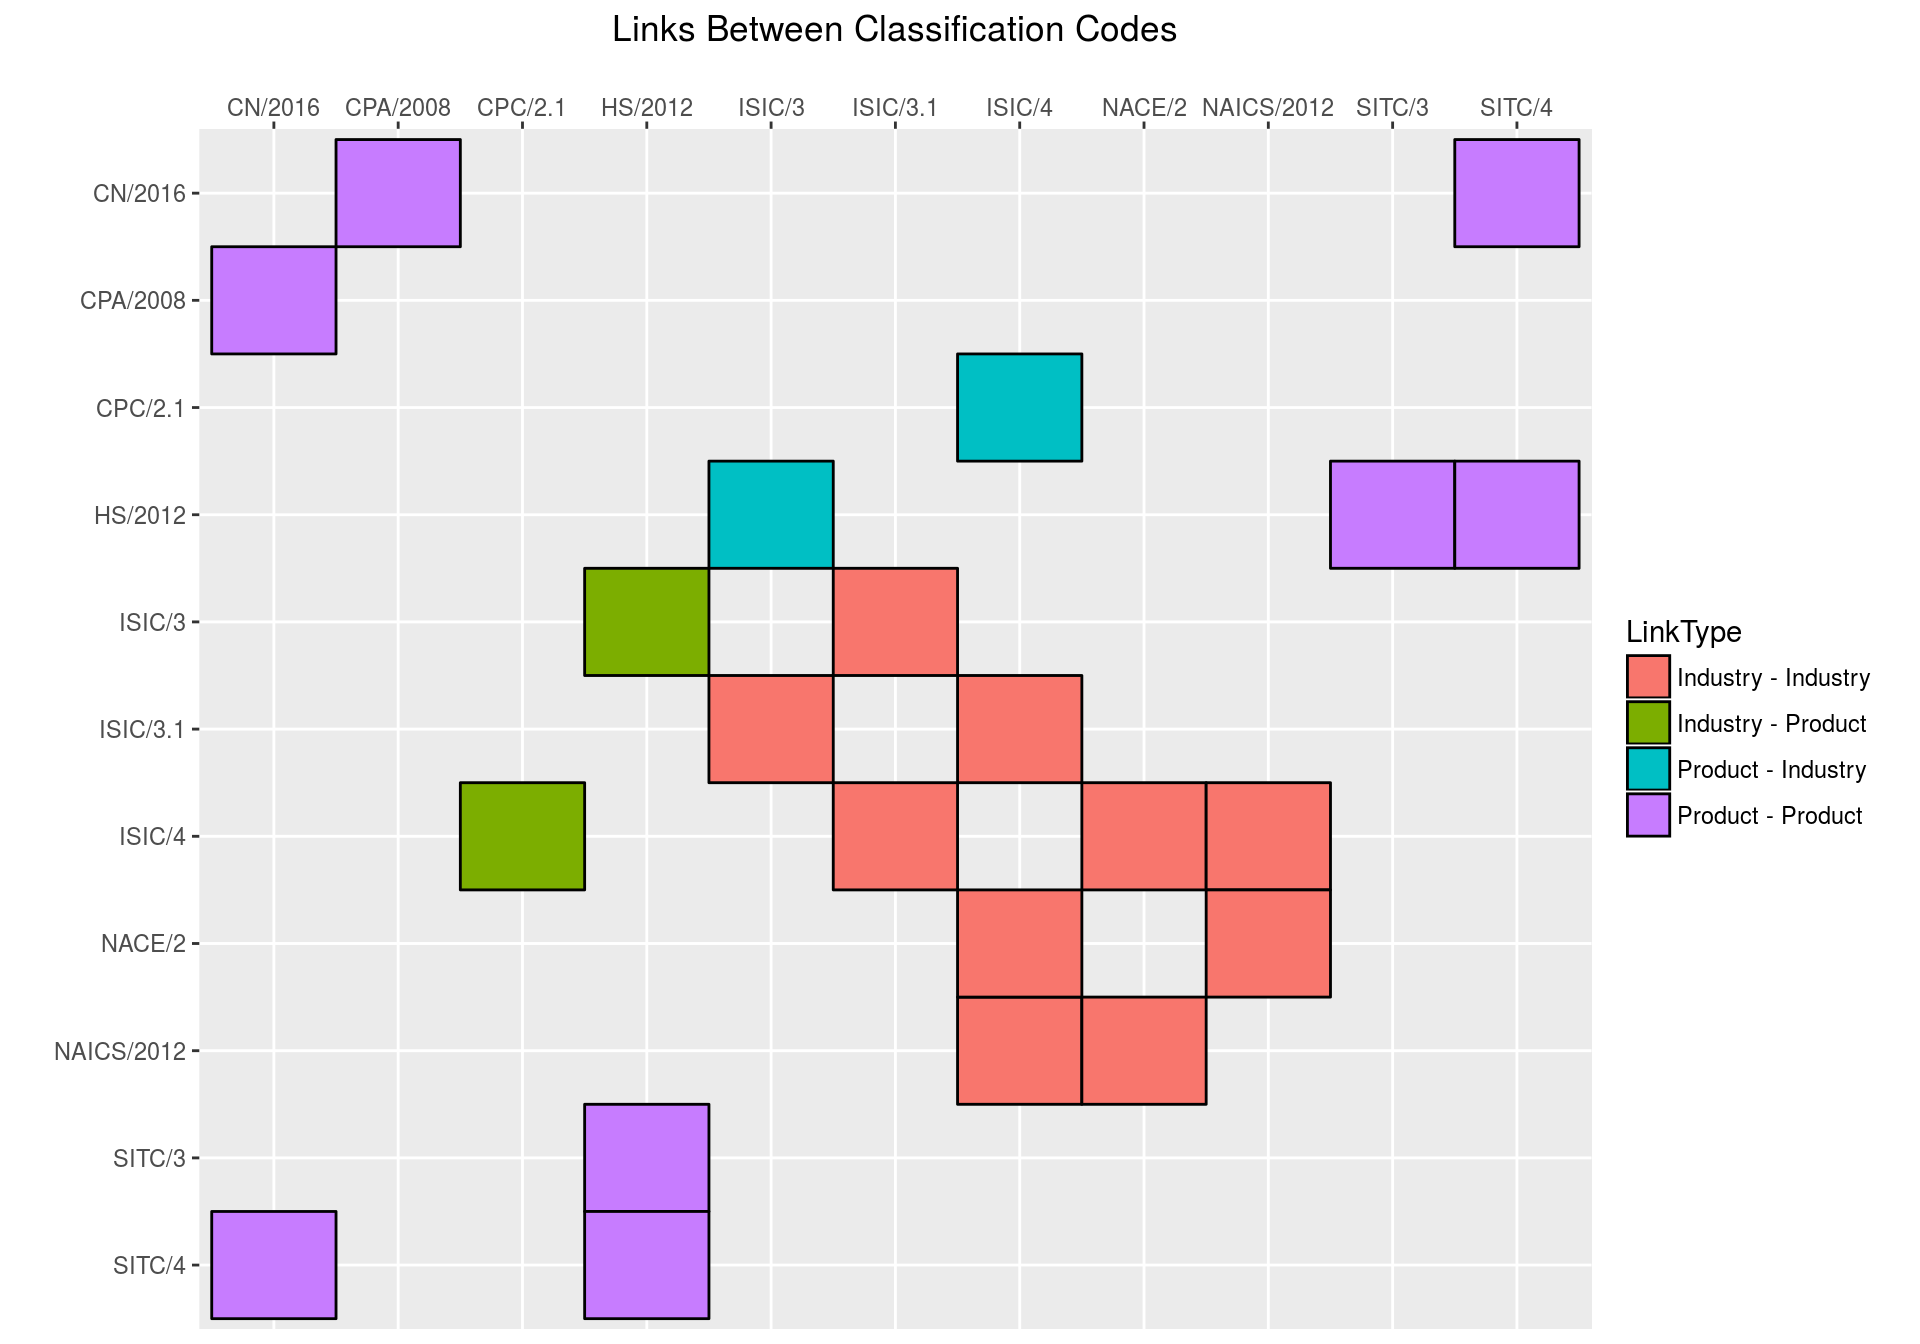 Links Between Classification Codes
CN/2016 CPA/2008 CPC/2.1 HS/2012 ISIC/3 ISIC/3.1 ISIC/4 NACE/2 NAICS/2012 SITC/3 SITC/4
CN/2016
CPA/2008
CPC/2.1
HS/2012
ISIC/3
ISIC/3.1
ISIC/4
NACE/2
NAICS/2012
SITC/3
SITC/4
LinkType
Industry - Industry
Industry - Product
Product - Industry
Product - Product